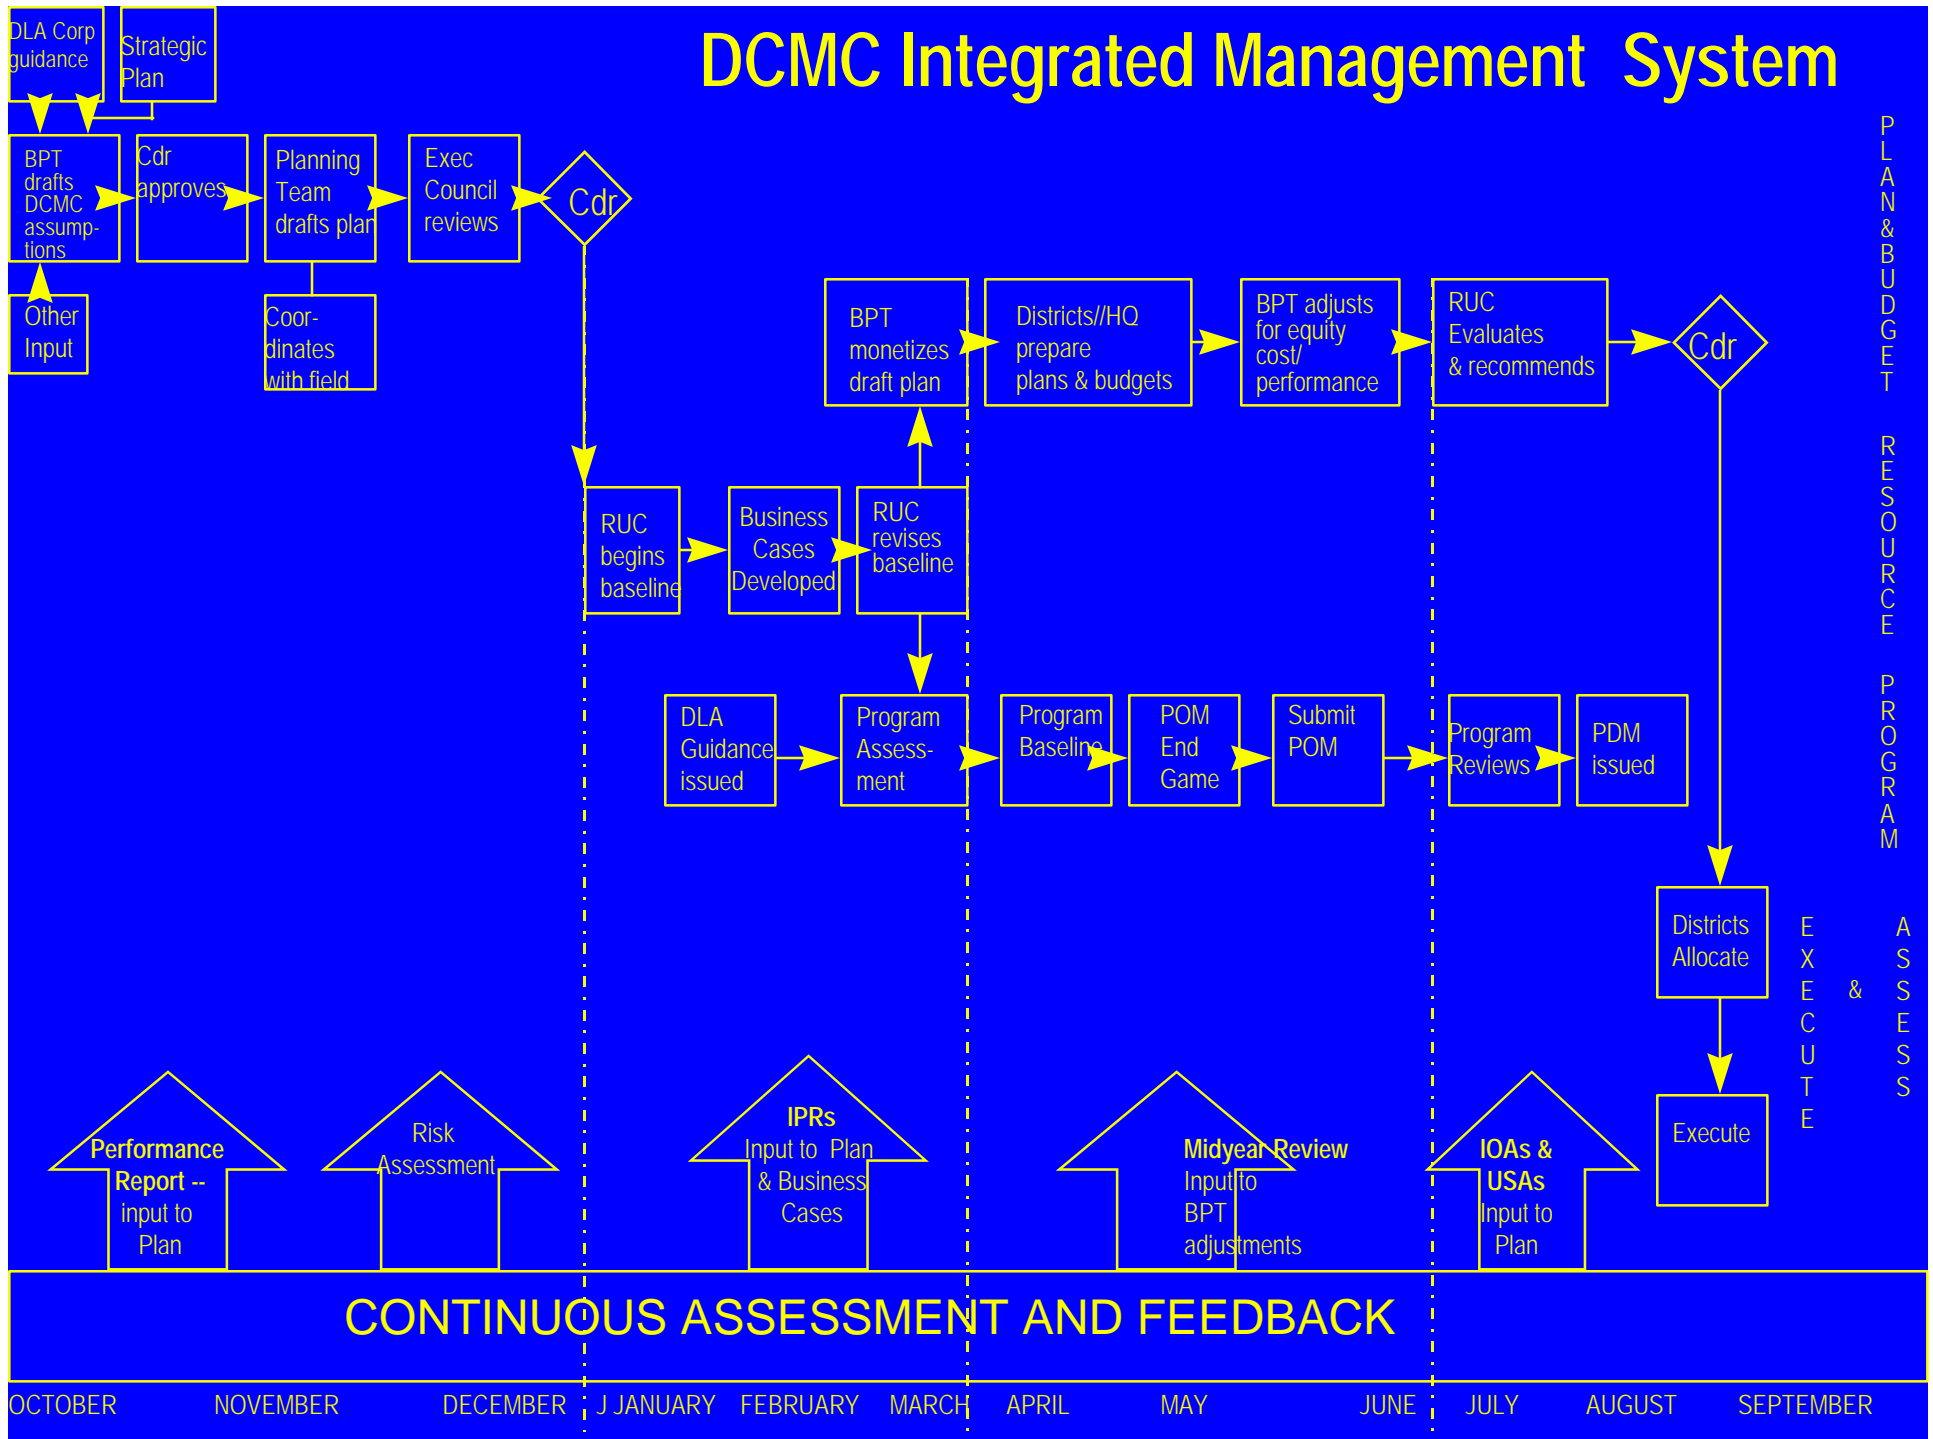 DCMC Integrated Management  System
DLA Corp
guidance
Strategic
Plan
BPT
drafts
DCMC
assump-
tions
Cdr
approves
Planning
Team
drafts plan
Exec
Council
reviews
Cdr
Other
Input
Coor-
dinates
with field
BPT
monetizes
draft plan
Districts//HQ
prepare
plans & budgets
BPT adjusts
for equity
cost/
performance
RUC
Evaluates
& recommends
Cdr
PLAN&BUDGET
RUC
begins
baseline
Business
Cases
Developed
RUC
revises
baseline
RESOURCE
DLA
Guidance
issued
Program
Assess-
ment
Program
Baseline
POM
End
Game
Submit
POM
Program
Reviews
PDM
issued
PROGRAM
Districts
Allocate
Execute
EXECUTE
&
ASSESS
Performance
Report --
input to
Plan
Risk
Assessment
IPRs
Input to  Plan
& Business
Cases
Midyear Review
Input to
BPT
adjustments
IOAs &
USAs
Input to
Plan
CONTINUOUS ASSESSMENT AND FEEDBACK
OCTOBER NOVEMBER DECEMBER J JANUARY FEBRUARY MARCH APRIL MAY JUNE JULY AUGUST SEPTEMBER